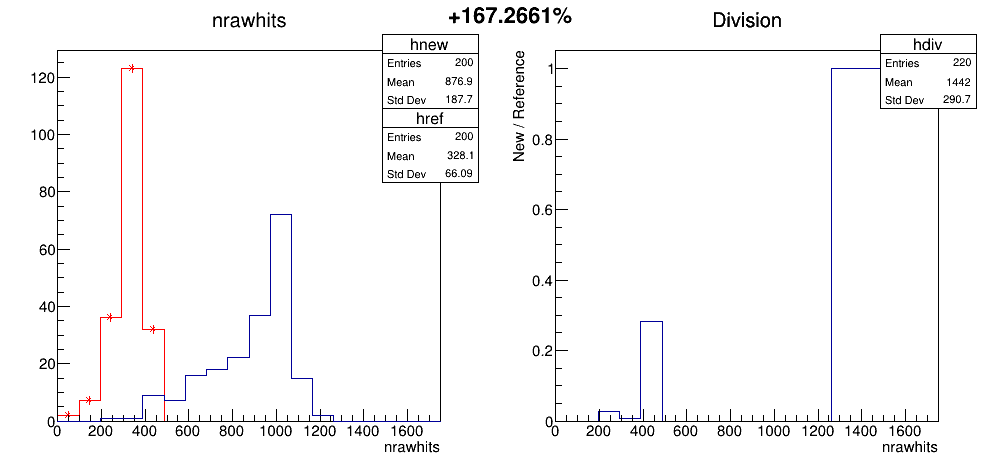 +167.2661%
nrawhits
hnew
Entries 200
Mean 876.9
Std Dev 187.7
href
Entries 200
Mean 328.1
Std Dev 66.09
120
100
80
60
40
20
0
0 200 400 600 800 1000 1200 1400 1600
nrawhits
Division
hdiv
Entries 220
Mean 1442
Std Dev 290.7
New / Reference
1
0.8
0.6
0.4
0.2
0
0 200 400 600 800 1000 1200 1400 1600
nrawhits